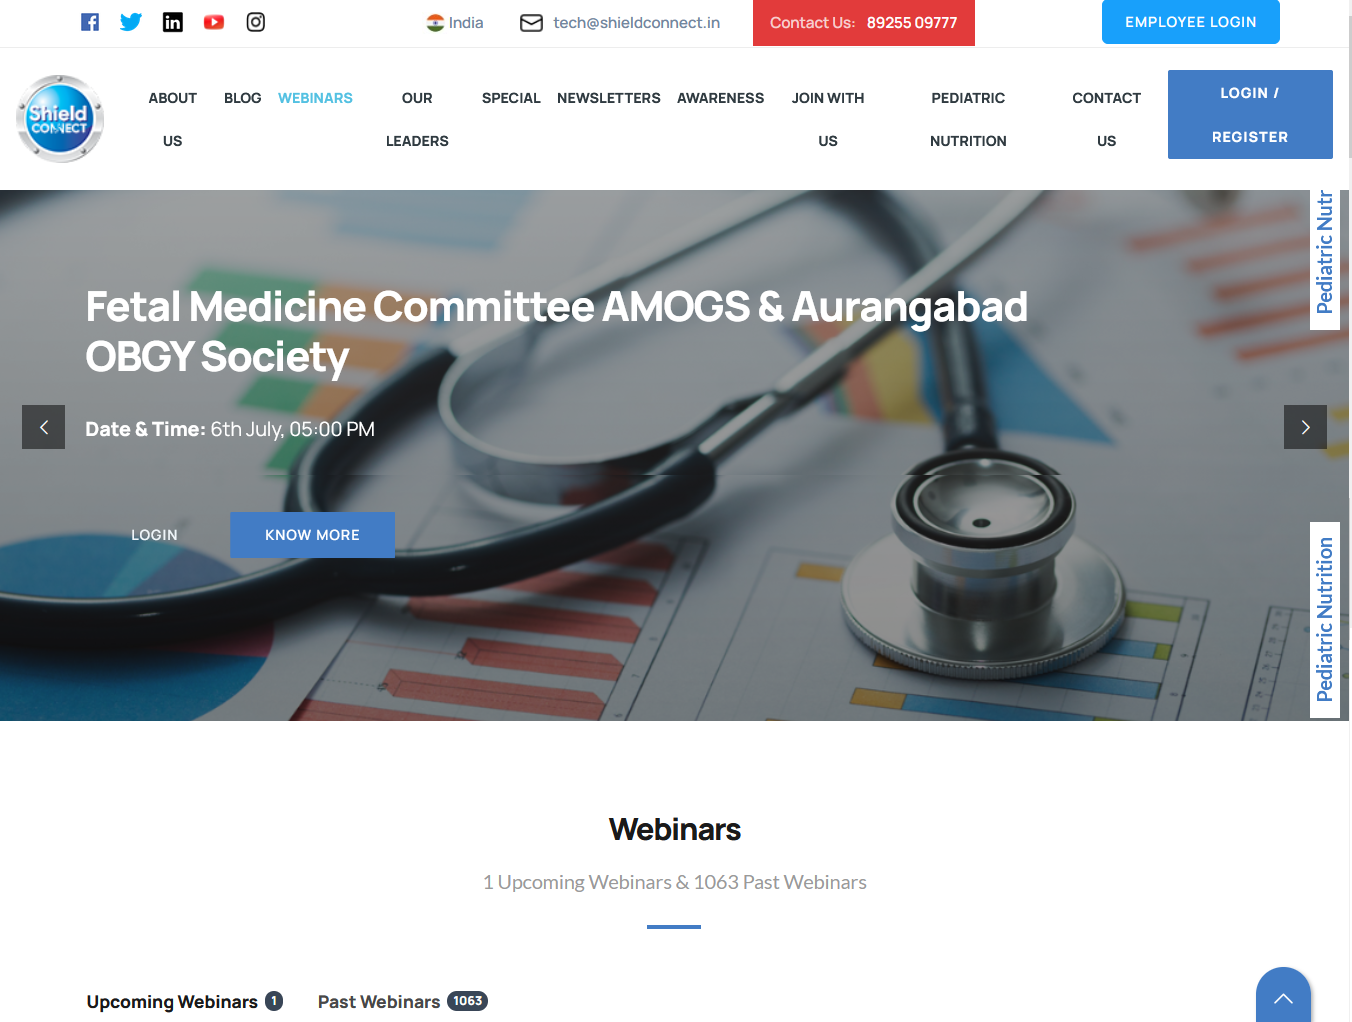 India
tech@shieldconnect.in
Contact Us: 89255 09777
EMPLOYEE LOGIN
Shield
CONNECT
ABOUT
US
BLOG
WEBINARS
OUR
LEADERS
SPECIAL
NEWSLETTERS
AWARENESS
JOIN WITH
US
PEDIATRIC
NUTRITION
CONTACT
US
LOGIN /
REGISTER
Pediatric Nutr
Fetal Medicine Committee AMOGS & Aurangabad
OBGY Society
Date & Time: 6th July, 05:00 PM
LOGIN
KNOW MORE
Pediatric Nutrition
Webinars
1 Upcoming Webinars & 1063 Past Webinars
Upcoming Webinars 1
Past Webinars 1063